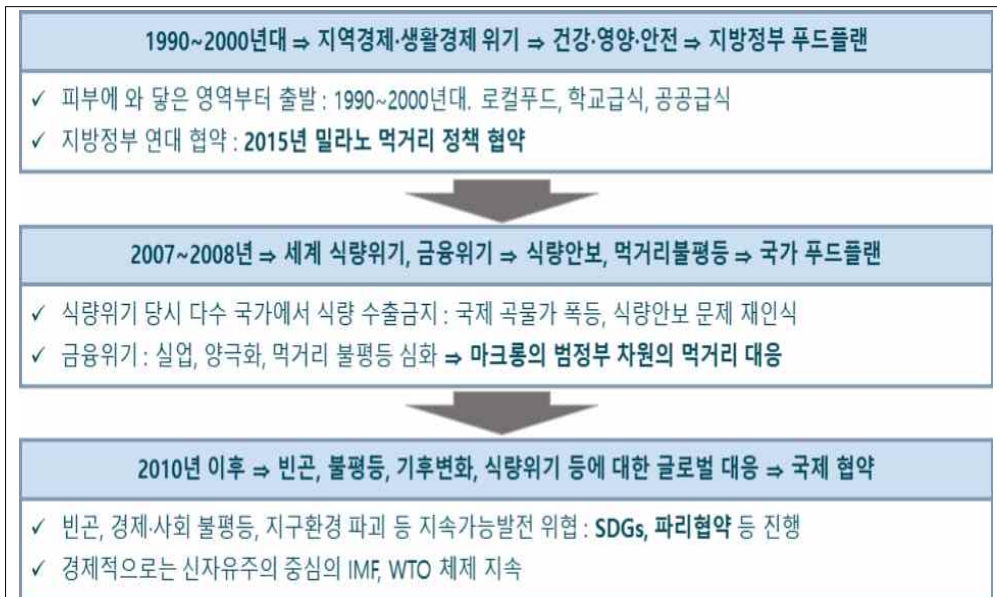 1990~2000년대 ⇒ 지역경제·생활경제 위기 ⇒ 건강·영양·안전 ⇒ 지방정부 푸드플랜
✓ 피부에 와 닿은 영역부터 출발 : 1990~2000년대. 로컬푸드, 학교급식, 공공급식
✓ 지방정부 연대 협약 : 2015년 밀라노 먹거리 정책 협약
2007~2008년 ⇒ 세계 식량위기, 금융위기 ⇒ 식량안보, 먹거리불평등 ⇒ 국가 푸드플랜
✓ 식량위기 당시 다수 국가에서 식량 수출금지 : 국제 곡물가 폭등, 식량안보 문제 재인식
✓ 금융위기 : 실업, 양극화, 먹거리 불평등 심화 ⇒ 마크롱의 범정부 차원의 먹거리 대응
2010년 이후 ⇒ 빈곤, 불평등, 기후변화, 식량위기 등에 대한 글로벌 대응 ⇒ 국제 협약
✓ 빈곤, 경제·사회 불평등, 지구환경 파괴 등 지속가능발전 위협 : SDGs, 파리협약 등 진행
✓ 경제적으로는 신자유주의 중심의 IMF, WTO 체제 지속